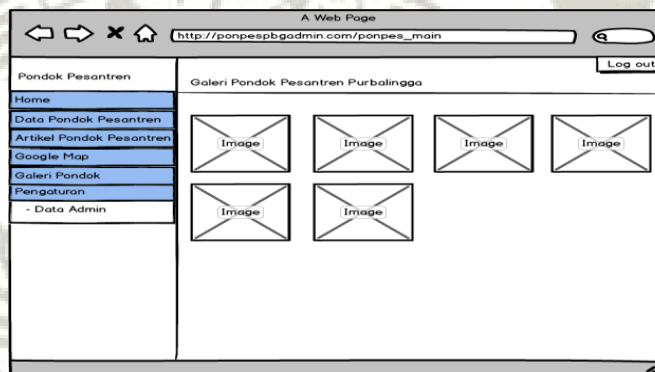 A Web Page
http://ponpespbgadmin.com/ponpes_main
Log out
Pondok Pesantren
Galeri Pondok Pesantren Purbalingga
Home
Data Pondok Pesantren
Artikel Pondok Pesantren
Google Map
Galeri Pondok
Pengaturan
- Data Admin
Image Image Image Image
Image Image